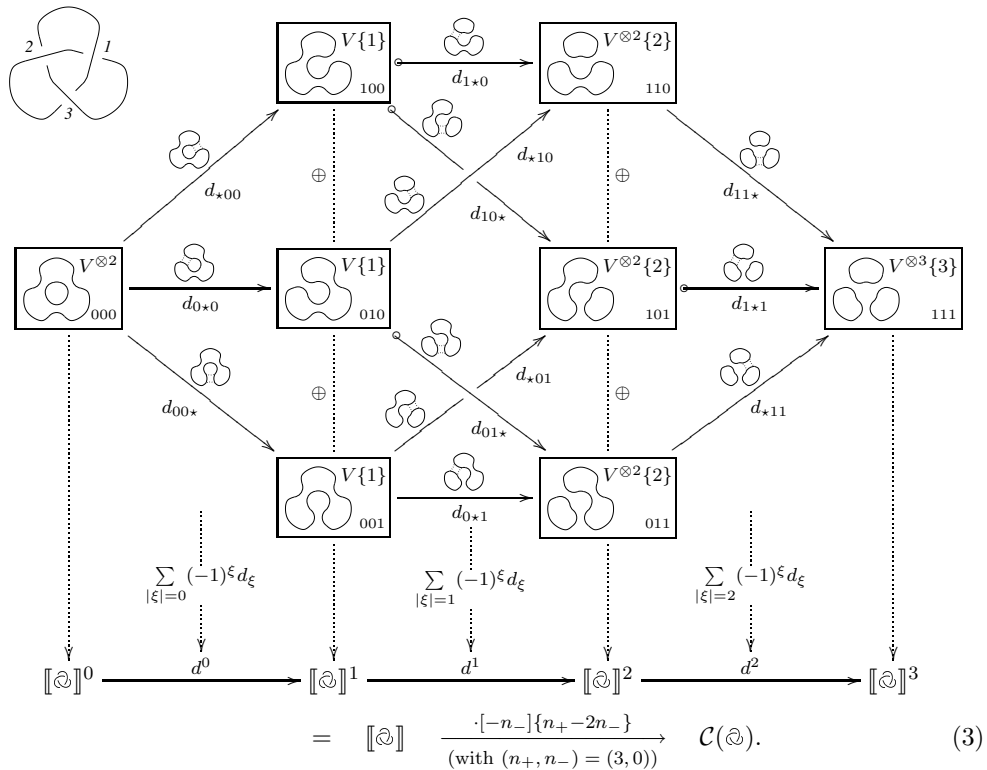 2 1
3
V{1}
100
d_{1⋆0}
V^{⊗2}{2}
110
d_{⋆00}
⊕
d_{10⋆}
d_{⋆10}
⊕
d_{11⋆}
V^{⊗2}
000
d_{0⋆0}
V{1}
010
V^{⊗2}{2}
101
d_{1⋆1}
V^{⊗3}{3}
111
d_{00⋆}
⊕
d_{01⋆}
d_{⋆01}
⊕
d_{⋆11}
V{1}
001
d_{0⋆1}
V^{⊗2}{2}
011
∑_{|ξ|=0} (-1)^ξ d_ξ
∑_{|ξ|=1} (-1)^ξ d_ξ
∑_{|ξ|=2} (-1)^ξ d_ξ
⟦ ⟧^0 d^0 ⟦ ⟧^1 d^1 ⟦ ⟧^2 d^2 ⟦ ⟧^3
= ⟦ ⟧ ·[−n_−]{n_+−2n_−} C( ). (3)
(with (n_+, n_−) = (3, 0))